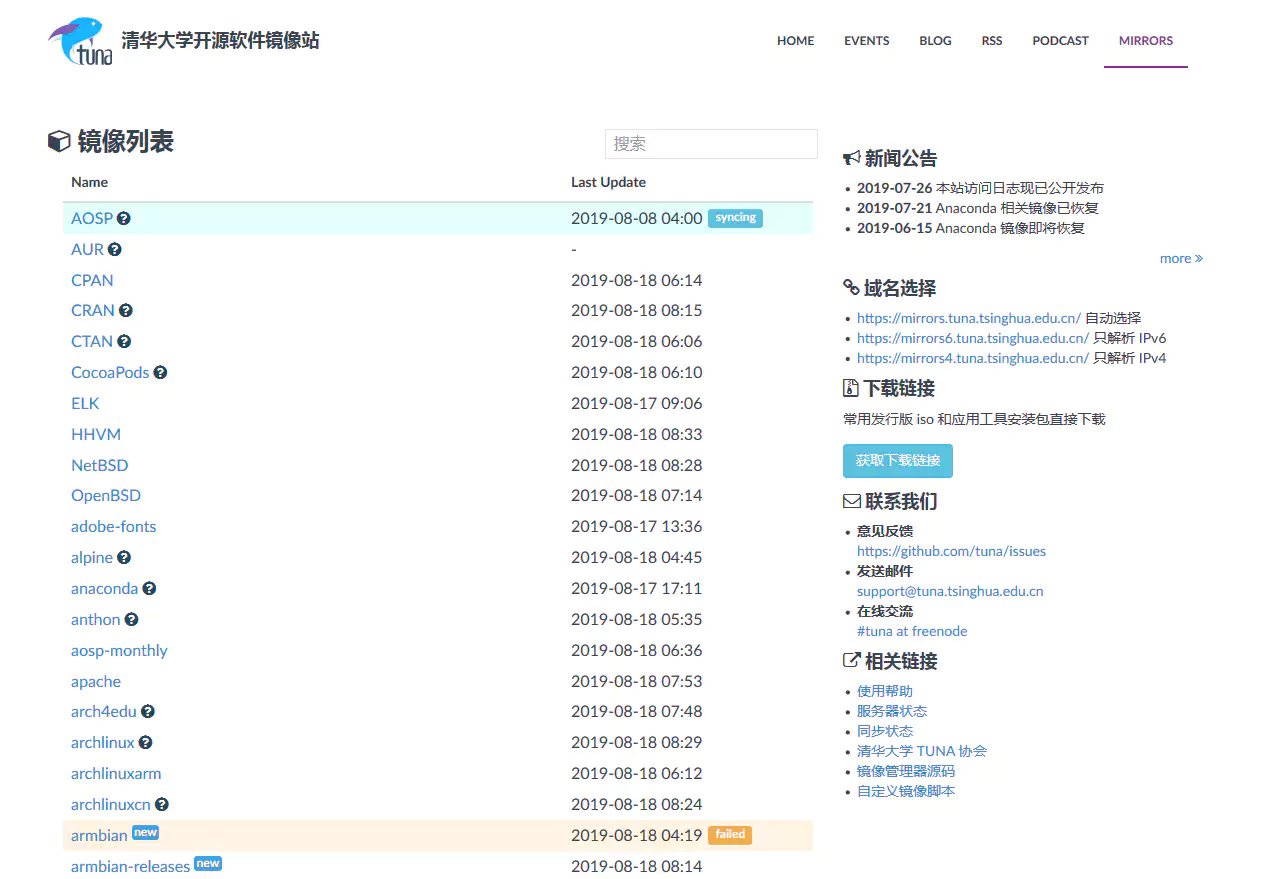 tuna 清华大学开源软件镜像站
HOME EVENTS BLOG RSS PODCAST MIRRORS
镜像列表
搜索
Name Last Update
AOSP 2019-08-08 04:00 syncing
AUR -
CPAN 2019-08-18 06:14
CRAN 2019-08-18 08:15
CTAN 2019-08-18 06:06
CocoaPods 2019-08-18 06:10
ELK 2019-08-17 09:06
HHVM 2019-08-18 08:33
NetBSD 2019-08-18 08:28
OpenBSD 2019-08-18 07:14
adobe-fonts 2019-08-17 13:36
alpine 2019-08-18 04:45
anaconda 2019-08-17 17:11
anthon 2019-08-18 05:35
aosp-monthly 2019-08-18 06:36
apache 2019-08-18 07:53
arch4edu 2019-08-18 07:48
archlinux 2019-08-18 08:29
archlinuxarm 2019-08-18 06:12
archlinuxcn 2019-08-18 08:24
armbian new 2019-08-18 04:19 failed
armbian-releases new 2019-08-18 08:14
新闻公告
2019-07-26 本站访问日志现已公开发布
2019-07-21 Anaconda 相关镜像已恢复
2019-06-15 Anaconda 镜像即将恢复
more »
域名选择
https://mirrors.tuna.tsinghua.edu.cn/ 自动选择
https://mirrors6.tuna.tsinghua.edu.cn/ 只解析 IPv6
https://mirrors4.tuna.tsinghua.edu.cn/ 只解析 IPv4
下载链接
常用发行版 iso 和应用工具安装包直接下载
获取下载链接
联系我们
意见反馈
https://github.com/tuna/issues
发送邮件
support@tuna.tsinghua.edu.cn
在线交流
#tuna at freenode
相关链接
使用帮助
服务器状态
同步状态
清华大学 TUNA 协会
镜像管理器源码
自定义镜像脚本